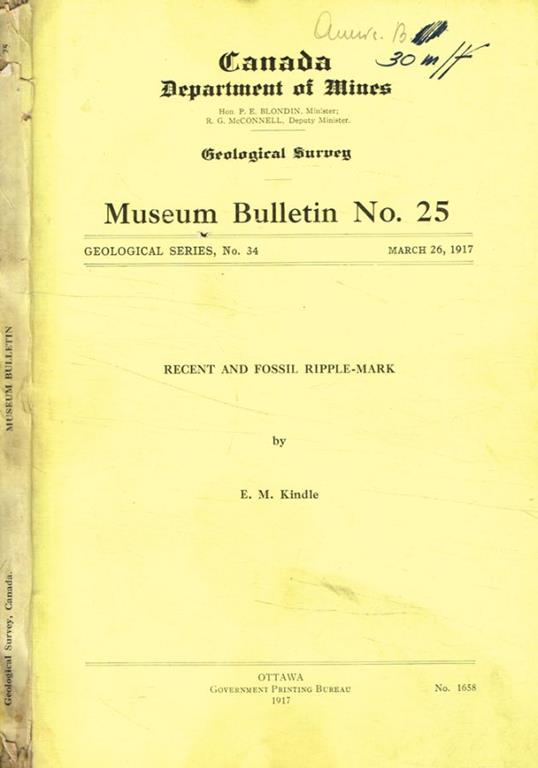 30 m/f
Canada
Department of Mines
Hon. P. E. BLONDIN, Minister;
R. G. McCONNELL, Deputy Minister.
Geological Survey
Museum Bulletin No. 25
GEOLOGICAL SERIES, No. 34 MARCH 26, 1917
RECENT AND FOSSIL RIPPLE-MARK
by
E. M. Kindle
OTTAWA
GOVERNMENT PRINTING BUREAU
1917
No. 1658
25
MUSEUM BULLETIN
Geological Survey, Canada.